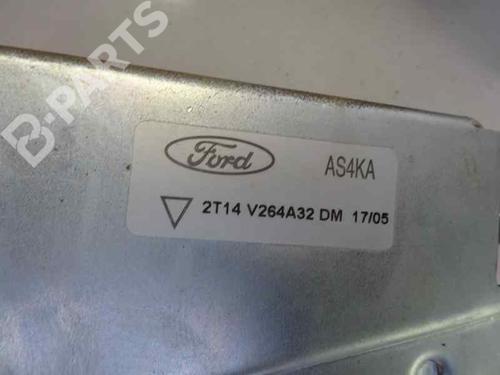 B-PARTS
Ford
AS4KA
2T14 V264A32 DM 17/05